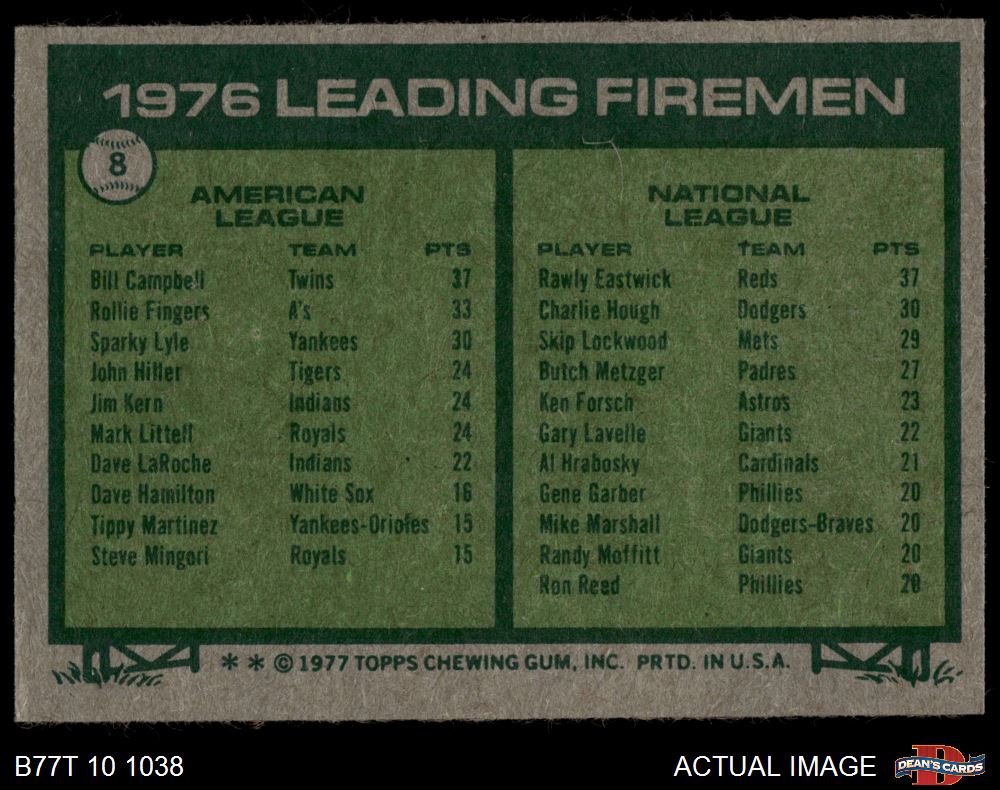 1976 LEADING FIREMEN
8
AMERICAN
LEAGUE
PLAYER TEAM PTS
Bill Campbell Twins 37
Rollie Fingers A's 33
Sparky Lyle Yankees 30
John Hiller Tigers 24
Jim Kern Indians 24
Mark Littell Royals 24
Dave LaRoche Indians 22
Dave Hamilton White Sox 16
Tippy Martinez Yankees-Orioles 15
Steve Mingori Royals 15
NATIONAL
LEAGUE
PLAYER TEAM PTS
Rawly Eastwick Reds 37
Charlie Hough Dodgers 30
Skip Lockwood Mets 29
Butch Metzger Padres 27
Ken Forsch Astros 23
Gary Lavelle Giants 22
Al Hrabosky Cardinals 21
Gene Garber Phillies 20
Mike Marshall Dodgers-Braves 20
Randy Moffitt Giants 20
Ron Reed Phillies 20
* * © 1977 TOPPS CHEWING GUM, INC. PRTD. IN U.S.A.
B77T 10 1038
ACTUAL IMAGE
D
DEAN'S CARDS